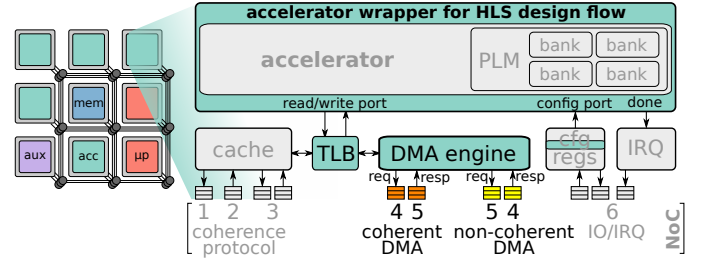 accelerator wrapper for HLS design flow
accelerator
PLM
bank bank
bank bank
read/write port
config port
done
mem
aux
acc
μp
cache
TLB
DMA engine
cfg
regs
IRQ
req
resp
req
resp
1 2 3
4 5
5 4
6
coherence
protocol
coherent
DMA
non-coherent
DMA
IO/IRQ
NoC